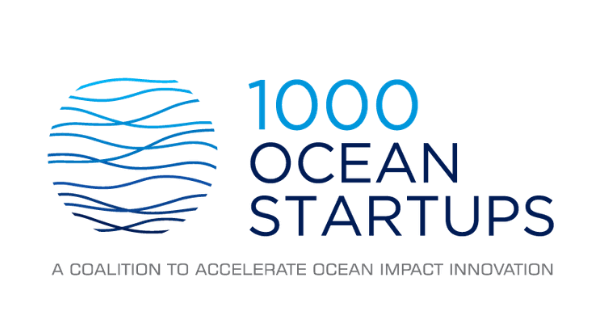 1000
OCEAN
STARTUPS
A COALITION TO ACCELERATE OCEAN IMPACT INNOVATION